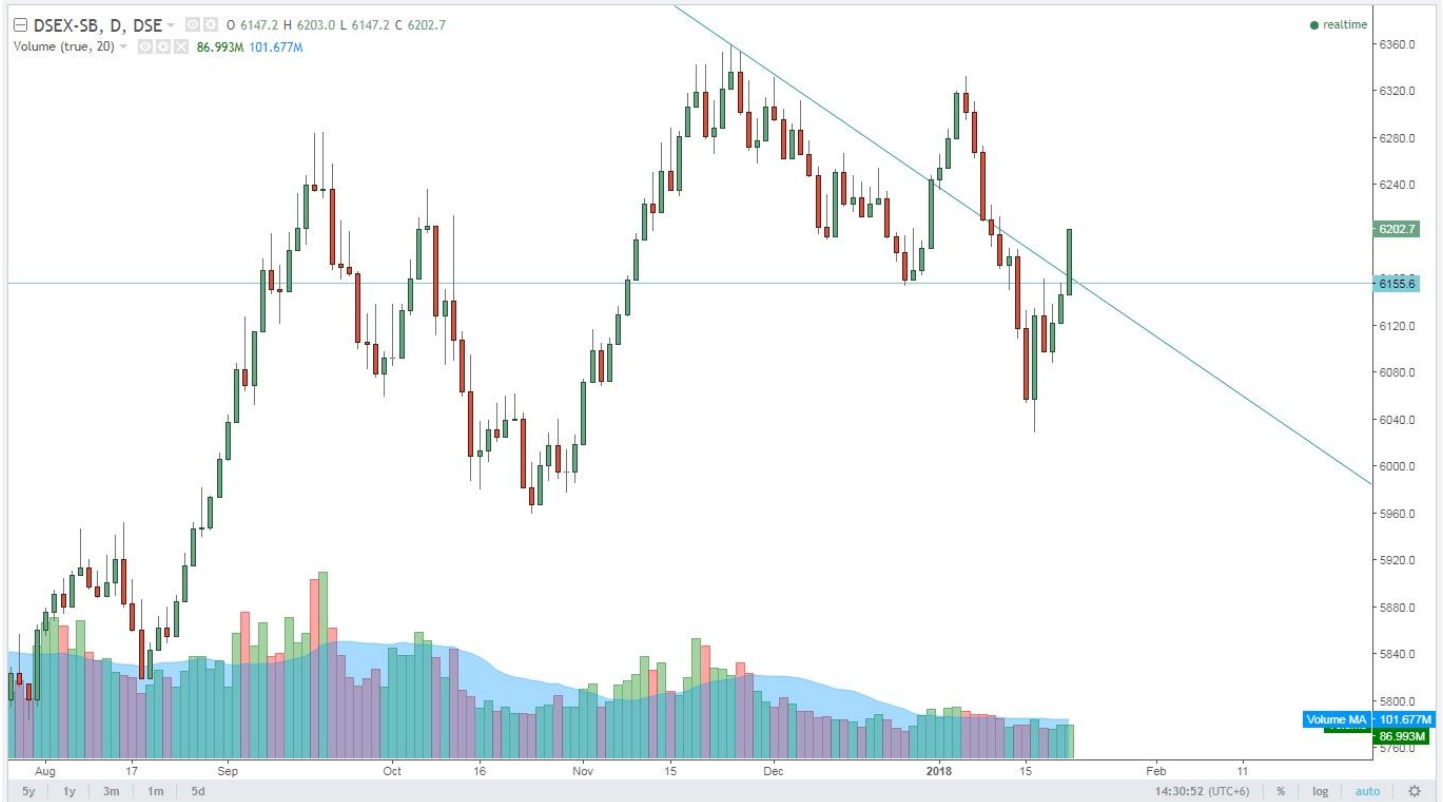 DSEX-SB, D, DSE O 6147.2 H 6203.0 L 6147.2 C 6202.7
realtime
Volume (true, 20) 86.993M 101.677M
6360.0
6320.0
6280.0
6240.0
6202.7
6155.6
6120.0
6080.0
6040.0
6000.0
5960.0
5920.0
5880.0
5840.0
5800.0
Volume MA 101.677M
86.993M
5760.0
Aug 17 Sep Oct 16 Nov 15 Dec 2018 15 Feb 11
5y 1y 3m 1m 5d 14:30:52 (UTC+6) % log auto